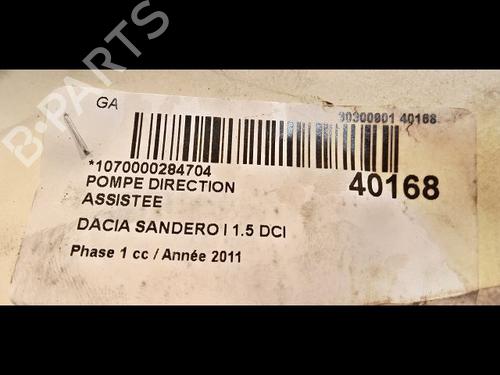 B-PARTS
GA
30300801 40168
*1070000284704
40168
POMPE DIRECTION
ASSISTEE
DACIA SANDERO I 1.5 DCI
Phase 1 cc / Année 2011